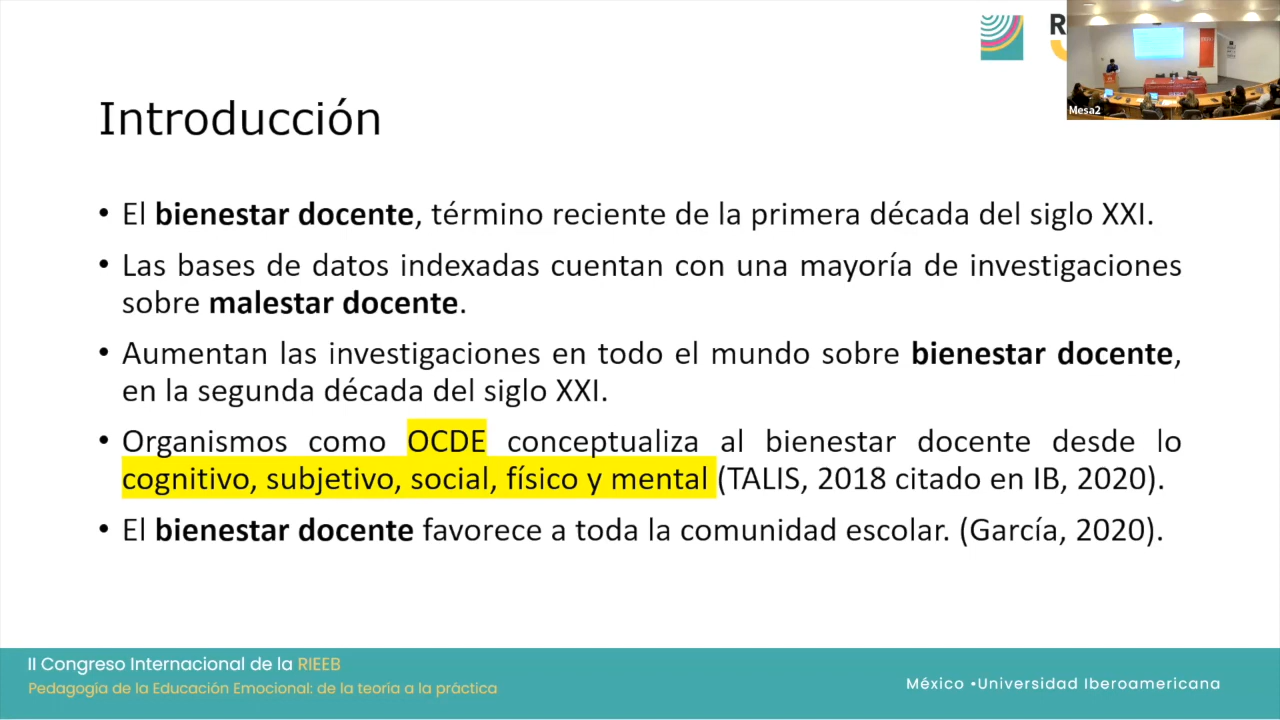 R
Mesa2
Introducción
• El bienestar docente, término reciente de la primera década del siglo XXI.
• Las bases de datos indexadas cuentan con una mayoría de investigaciones
sobre malestar docente.
• Aumentan las investigaciones en todo el mundo sobre bienestar docente,
en la segunda década del siglo XXI.
• Organismos como OCDE conceptualiza al bienestar docente desde lo
cognitivo, subjetivo, social, físico y mental (TALIS, 2018 citado en IB, 2020).
• El bienestar docente favorece a toda la comunidad escolar. (García, 2020).
II Congreso Internacional de la RIEEB
Pedagogía de la Educación Emocional: de la teoria a la práctica
México •Universidad Iberoamericana